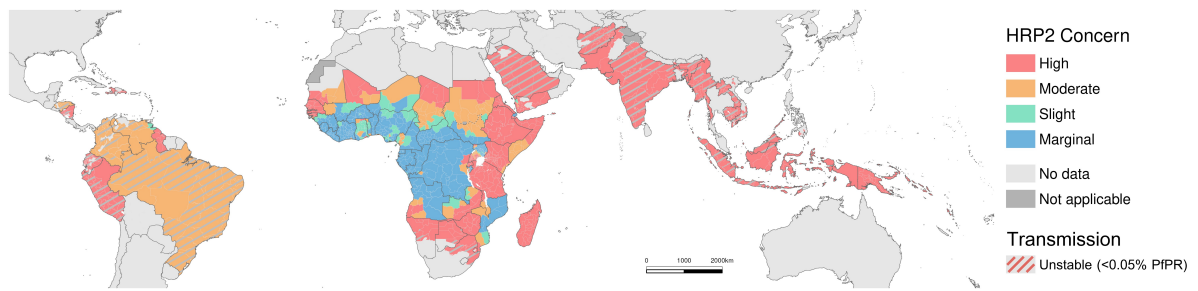 HRP2 Concern
High
Moderate
Slight
Marginal
No data
Not applicable
Transmission
Unstable (<0.05% PfPR)
0 1000 2000km